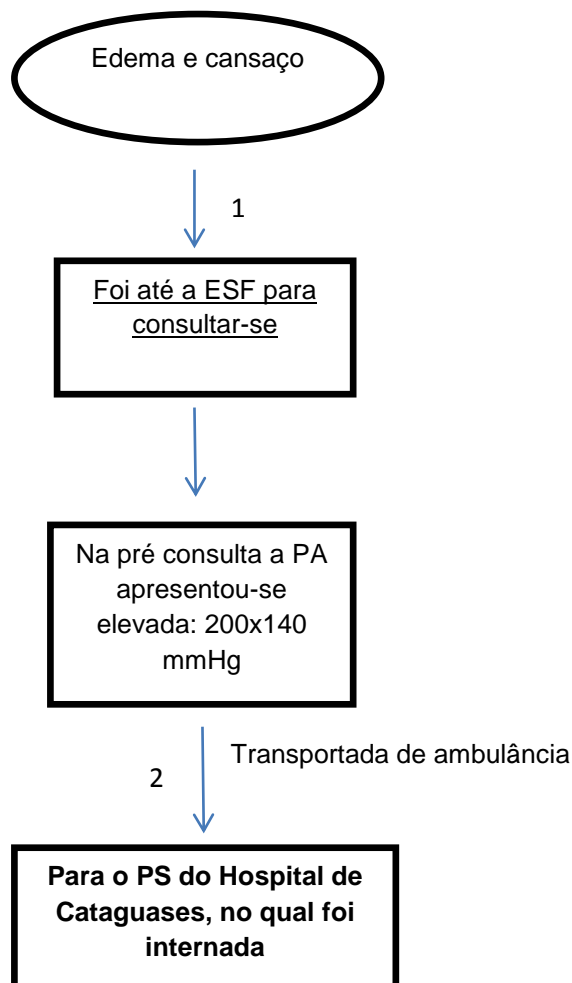 Edema e cansaço
1
Foi até a ESF para
consultar-se
Na pré consulta a PA
apresentou-se
elevada: 200x140
mmHg
Transportada de ambulância
2
Para o PS do Hospital de
Cataguases, no qual foi
internada